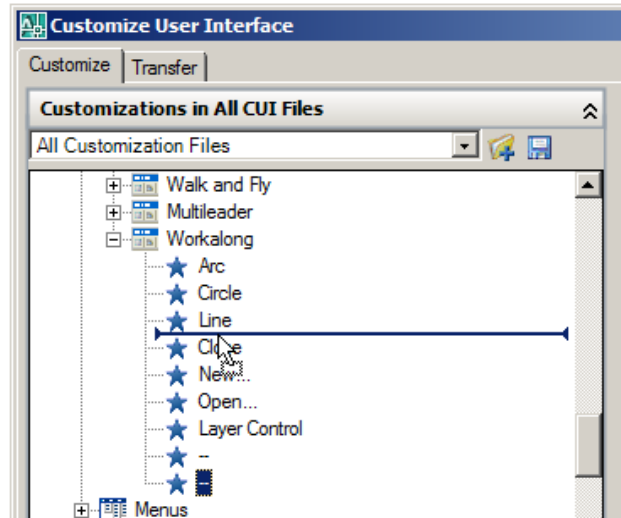 Customize User Interface
Customize Transfer
Customizations in All CUI Files
All Customization Files
Walk and Fly
Multileader
Workalong
Arc
Circle
Line
Close
New...
Open...
Layer Control
--
--
Menus